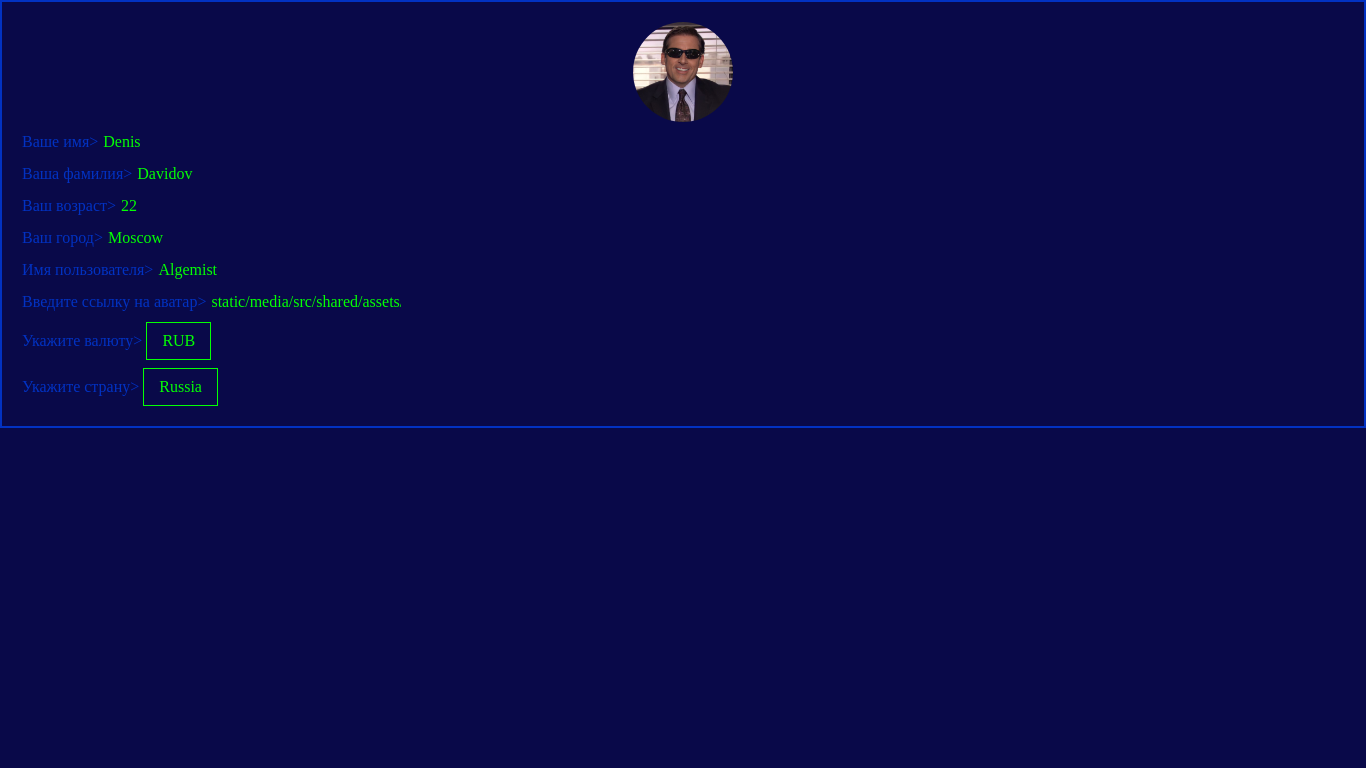 Ваше имя> Denis
Ваша фамилия> Davidov
Ваш возраст> 22
Ваш город> Moscow
Имя пользователя> Algemist
Введите ссылку на аватар> static/media/src/shared/assets
Укажите валюту> RUB
Укажите страну> Russia